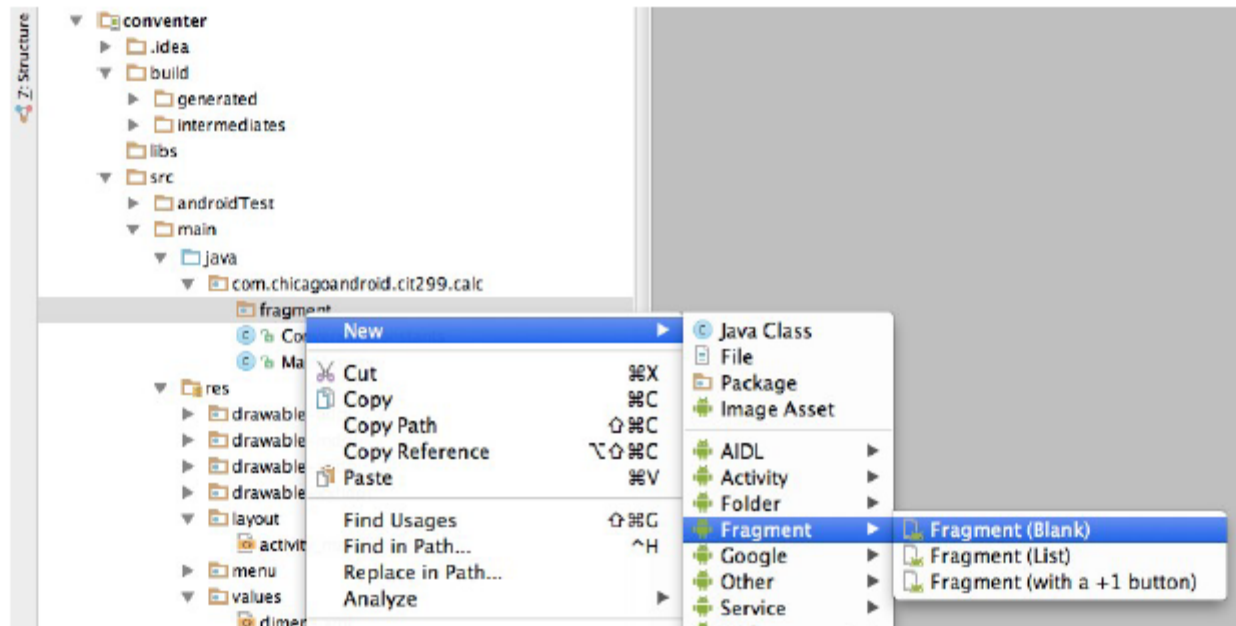 Z: Structure
conventer
.idea
build
generated
intermediates
libs
src
androidTest
main
java
com.chicagoandroid.cit299.calc
fragment
Co
Ma
res
drawable
drawable
drawable
drawable
layout
activit
menu
values
dimer
New
Cut ⌘X
Copy ⌘C
Copy Path ⇧⌘C
Copy Reference ⌥⇧⌘C
Paste ⌘V
Find Usages ⇧⌘G
Find in Path... ^H
Replace in Path...
Analyze
Java Class
File
Package
Image Asset
AIDL
Activity
Folder
Fragment
Google
Other
Service
Fragment (Blank)
Fragment (List)
Fragment (with a +1 button)